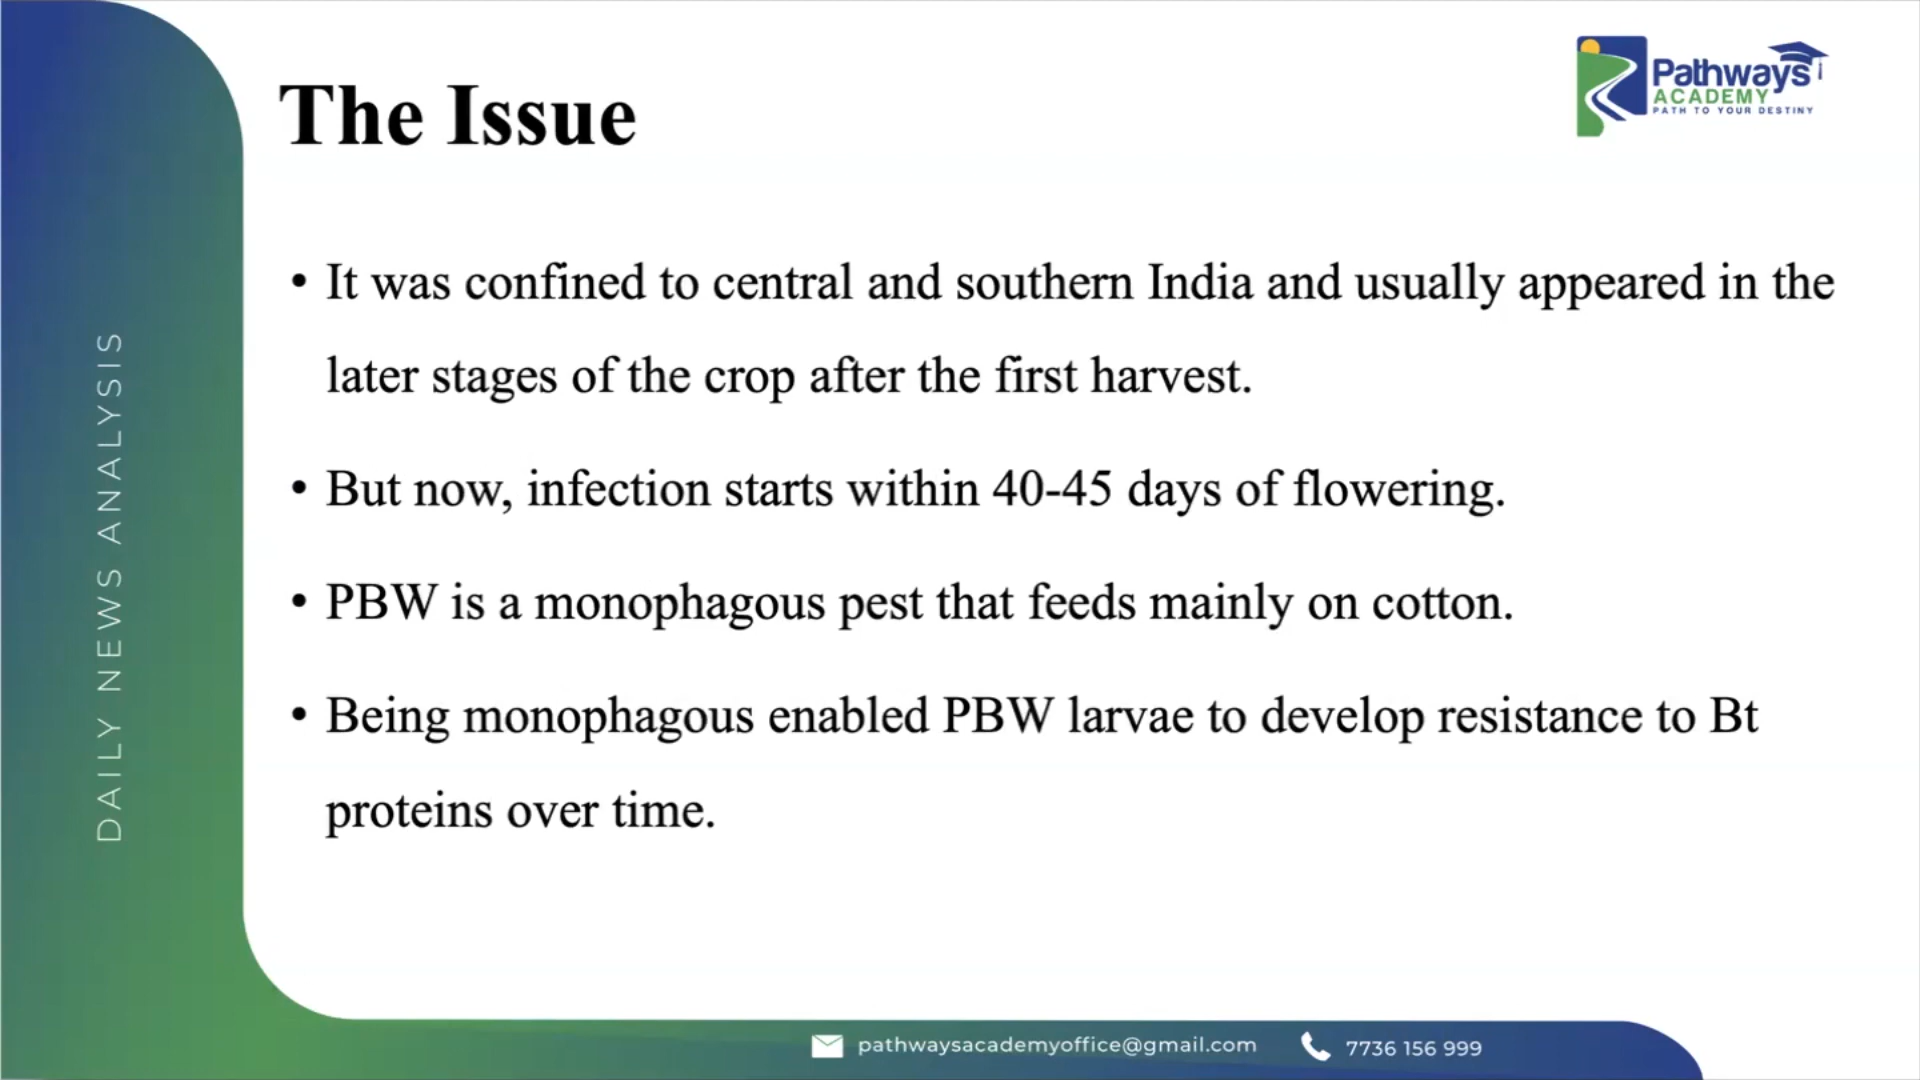 The Issue
Pathways
ACADEMY
PATH TO YOUR DESTINY
• It was confined to central and southern India and usually appeared in the
later stages of the crop after the first harvest.
• But now, infection starts within 40-45 days of flowering.
• PBW is a monophagous pest that feeds mainly on cotton.
• Being monophagous enabled PBW larvae to develop resistance to Bt
proteins over time.
DAILY NEWS ANALYSIS
pathwaysacademyoffice@gmail.com
7736 156 999